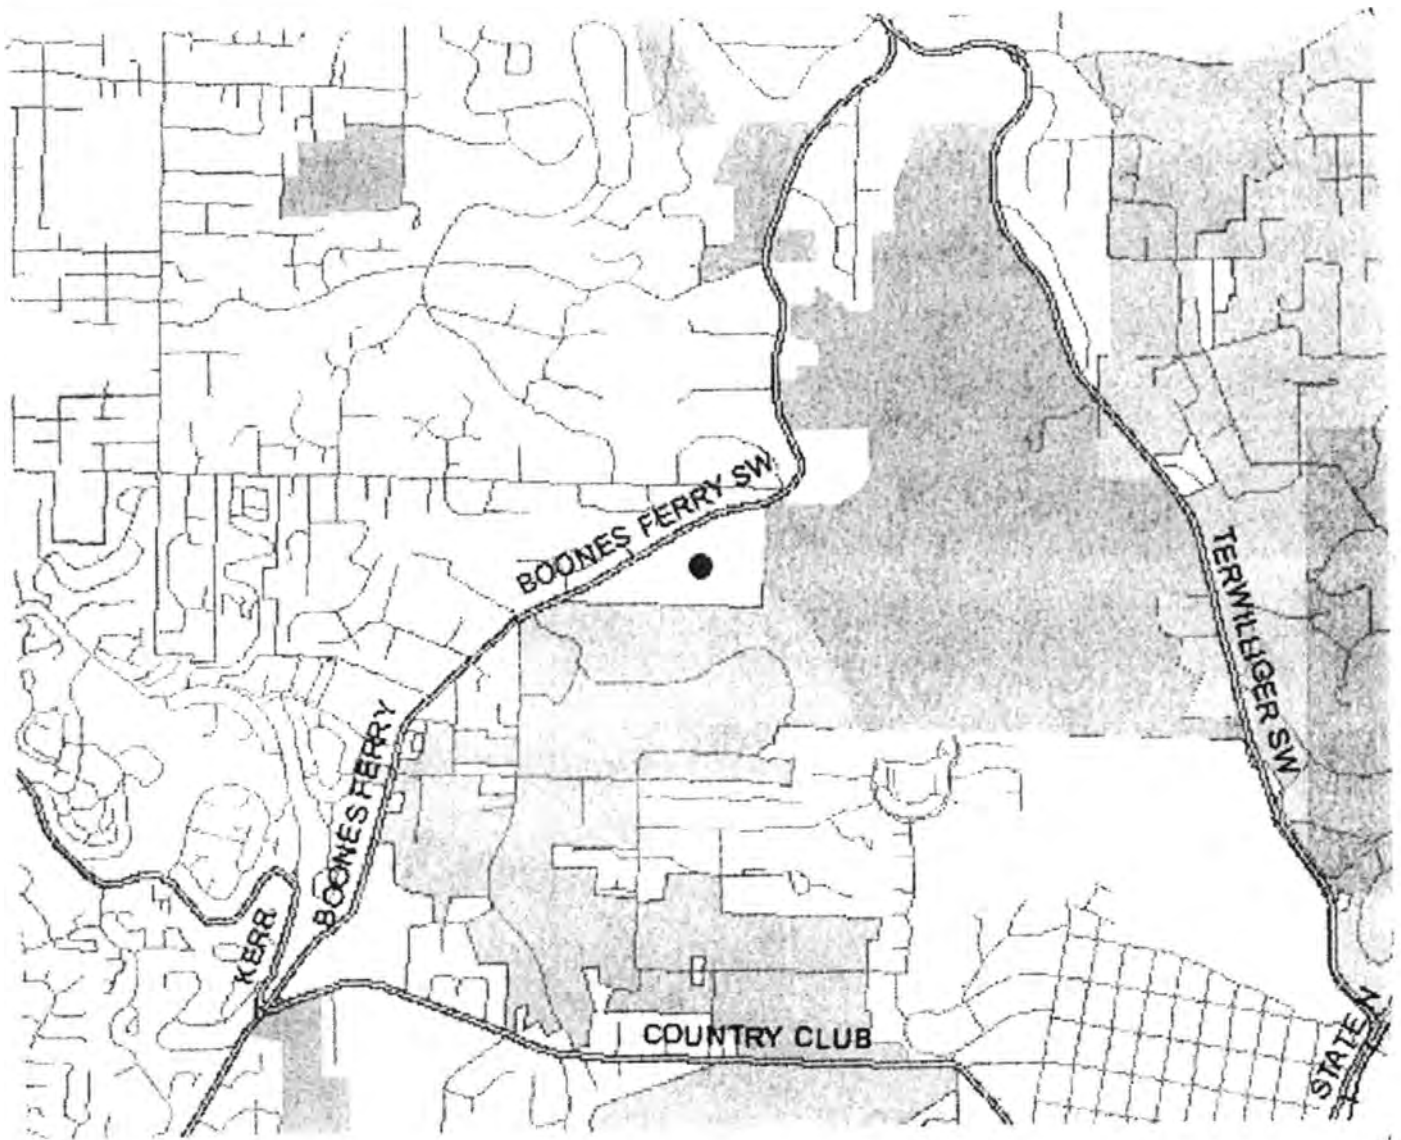 BOONES FERRY SW
TERWILLIGER SW
BOONES FERRY
KERR
COUNTRY CLUB
STATE N